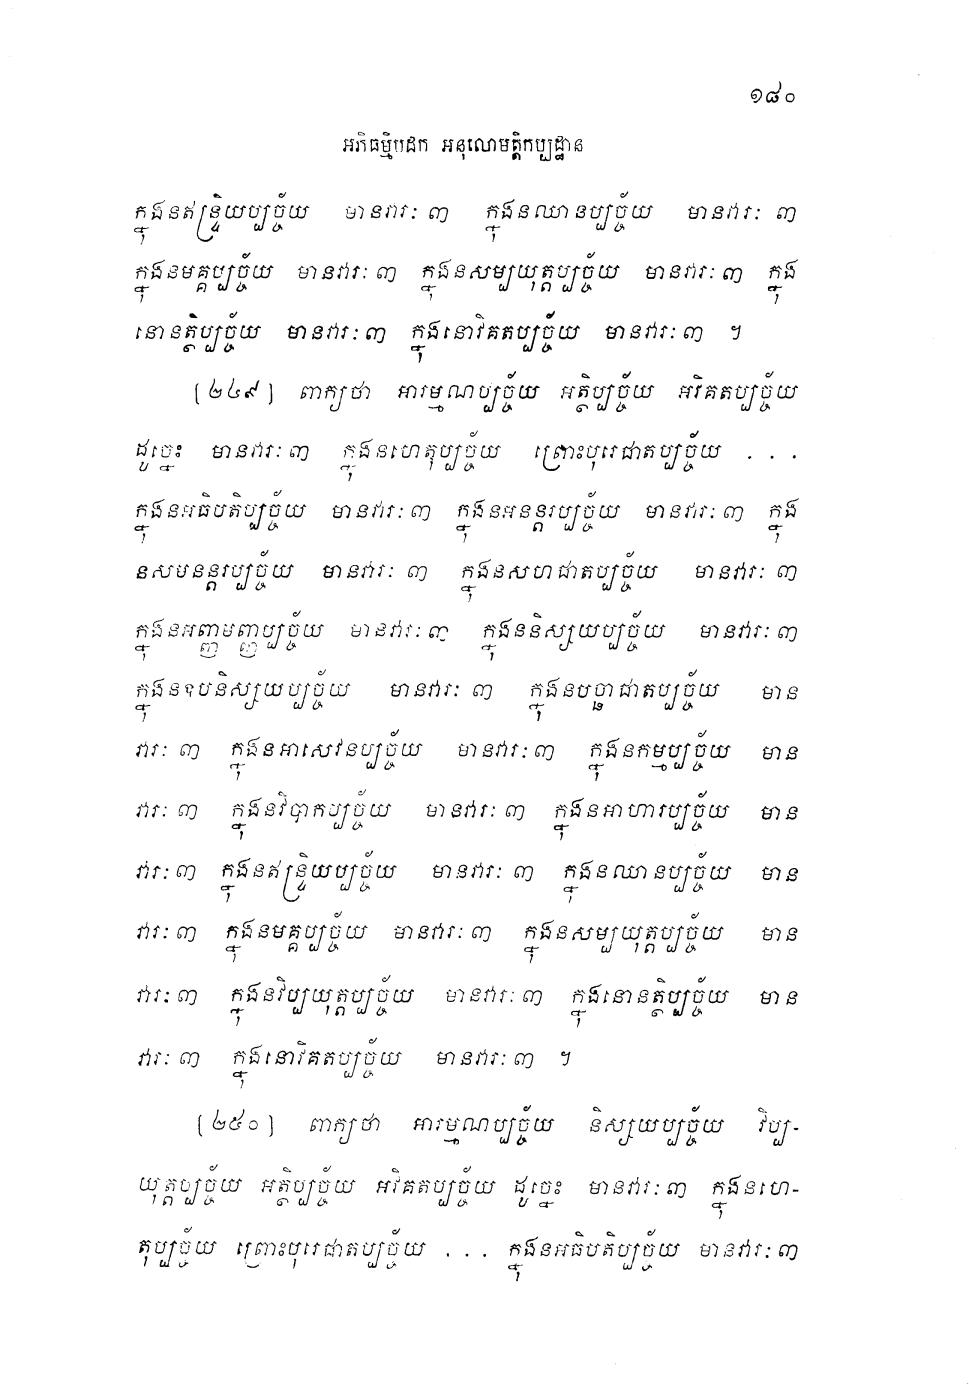 ១៨០
អភិធម្មបិដក អនុលោមត្តិកប្បដ្ឋាន
ក្នុងនឥន្ទ្រិយប្បច្ច័យ មានវារៈ ៣ ក្នុងនឈានប្បច្ច័យ មានវារៈ ៣
ក្នុងនមគ្គប្បច្ច័យ មានវារៈ ៣ ក្នុងនសម្បយុត្តប្បច្ច័យ មានវារៈ ៣ ក្នុង
នោនត្ថិប្បច្ច័យ មានវារៈ ៣ ក្នុងនោវិគតប្បច្ច័យ មានវារៈ ៣ ។
[២៤៩] ពាក្យថា អារម្មណប្បច្ច័យ អត្ថិប្បច្ច័យ អវិគតប្បច្ច័យ
ដូច្នេះ មានវារៈ ៣ ក្នុងនហេតុប្បច្ច័យ ព្រោះបុរេជាតប្បច្ច័យ . . .
ក្នុងនអធិបតិប្បច្ច័យ មានវារៈ ៣ ក្នុងនអនន្តរប្បច្ច័យ មានវារៈ ៣ ក្នុង
នសមនន្តរប្បច្ច័យ មានវារៈ ៣ ក្នុងនសហជាតប្បច្ច័យ មានវារៈ ៣
ក្នុងនអញ្ញមញ្ញប្បច្ច័យ មានវារៈ ៣ ក្នុងននិស្សយប្បច្ច័យ មានវារៈ ៣
ក្នុងនឧបនិស្សយប្បច្ច័យ មានវារៈ ៣ ក្នុងនបច្ឆាជាតប្បច្ច័យ មាន
វារៈ ៣ ក្នុងនអាសេវនប្បច្ច័យ មានវារៈ ៣ ក្នុងនកម្មប្បច្ច័យ មាន
វារៈ ៣ ក្នុងនវិបាកប្បច្ច័យ មានវារៈ ៣ ក្នុងនអាហារប្បច្ច័យ មាន
វារៈ ៣ ក្នុងនឥន្ទ្រិយប្បច្ច័យ មានវារៈ ៣ ក្នុងនឈានប្បច្ច័យ មាន
វារៈ ៣ ក្នុងនមគ្គប្បច្ច័យ មានវារៈ ៣ ក្នុងនសម្បយុត្តប្បច្ច័យ មាន
វារៈ ៣ ក្នុងនវិប្បយុត្តប្បច្ច័យ មានវារៈ ៣ ក្នុងនោនត្ថិប្បច្ច័យ មាន
វារៈ ៣ ក្នុងនោវិគតប្បច្ច័យ មានវារៈ ៣ ។
[២៥០] ពាក្យថា អារម្មណប្បច្ច័យ និស្សយប្បច្ច័យ វិប្ប-
យុត្តប្បច្ច័យ អត្ថិប្បច្ច័យ អវិគតប្បច្ច័យ ដូច្នេះ មានវារៈ ៣ ក្នុងនហេ-
តុប្បច្ច័យ ព្រោះបុរេជាតប្បច្ច័យ . . . ក្នុងនអធិបតិប្បច្ច័យ មានវារៈ ៣